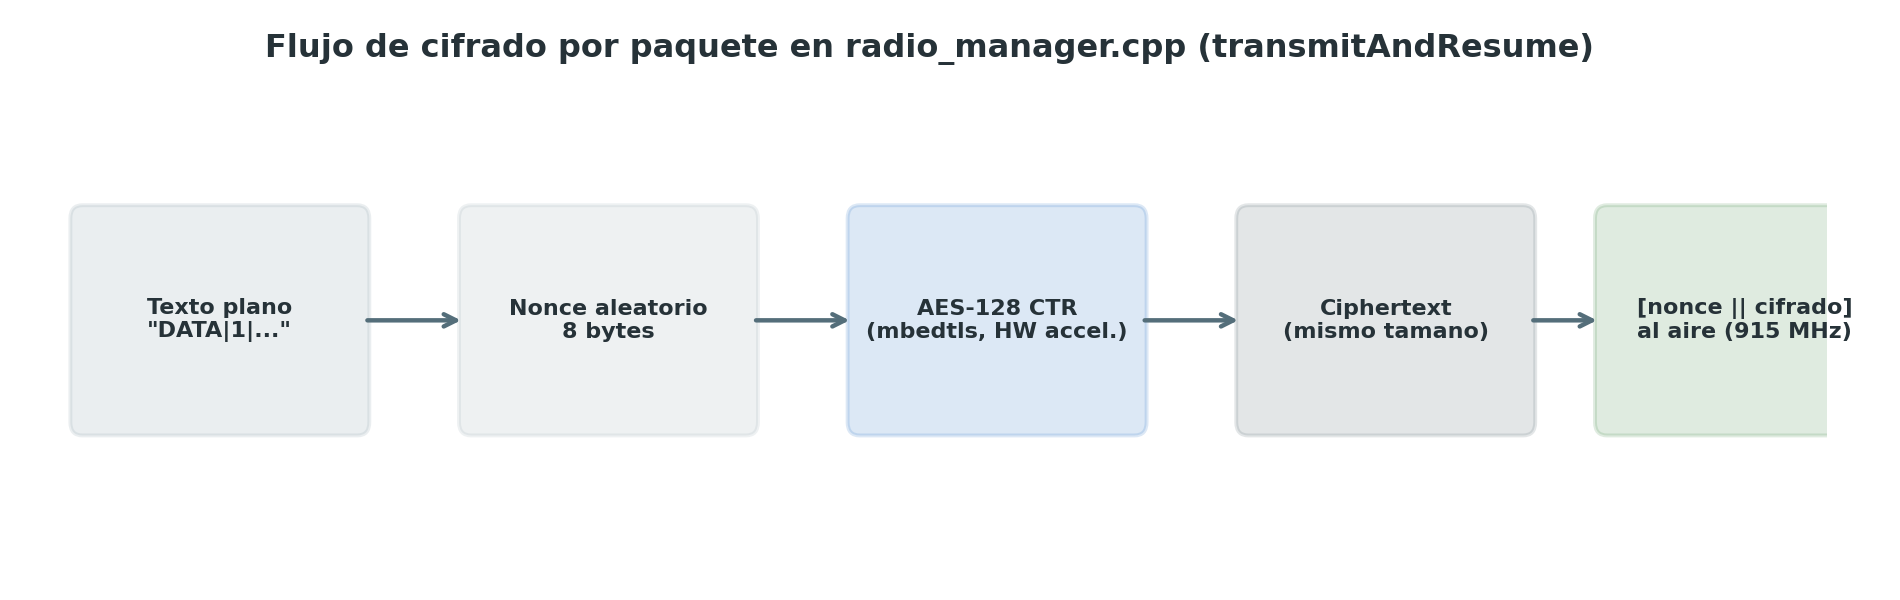 Flujo de cifrado por paquete en radio_manager.cpp (transmitAndResume)
Texto plano
"DATA|1|..."
Nonce aleatorio
8 bytes
AES-128 CTR
(mbedtls, HW accel.)
Ciphertext
(mismo tamano)
[nonce || cifrado]
al aire (915 MHz)